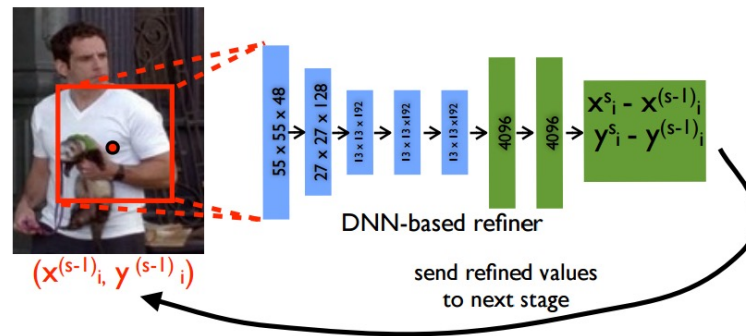 55 x 55 x 48
27 x 27 x 128
13 x 13 x 192
13 x 13 x192
13 x 13 x192
4096
4096
xˢᵢ - x⁽ˢ⁻¹⁾ᵢ
yˢᵢ - y⁽ˢ⁻¹⁾ᵢ
DNN-based refiner
(x⁽ˢ⁻¹⁾ᵢ, y⁽ˢ⁻¹⁾ᵢ)
send refined values
to next stage